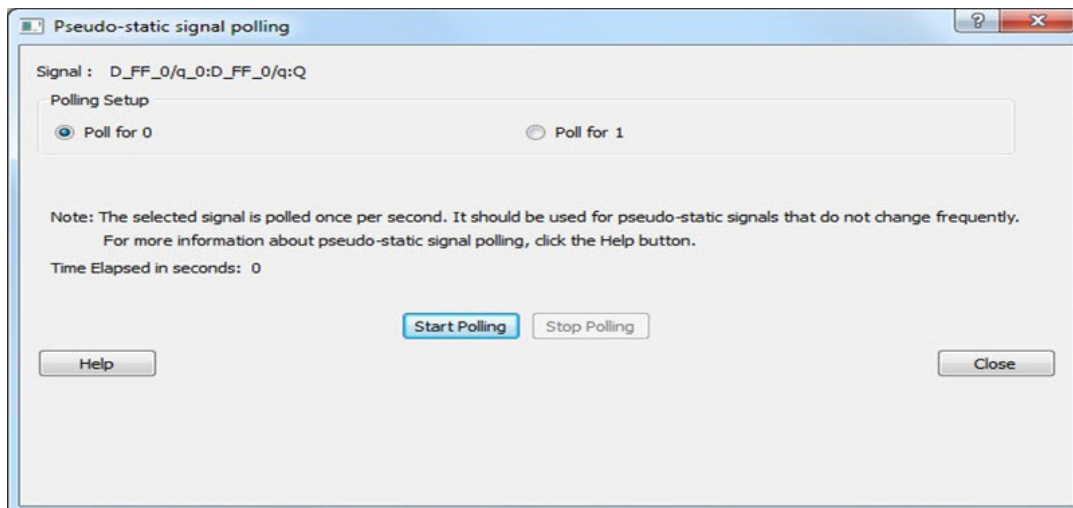 Pseudo-static signal polling
Signal : D_FF_0/q_0:D_FF_0/q:Q
Polling Setup
Poll for 0 Poll for 1
Note: The selected signal is polled once per second. It should be used for pseudo-static signals that do not change frequently.
For more information about pseudo-static signal polling, click the Help button.
Time Elapsed in seconds: 0
Start Polling Stop Polling
Help Close